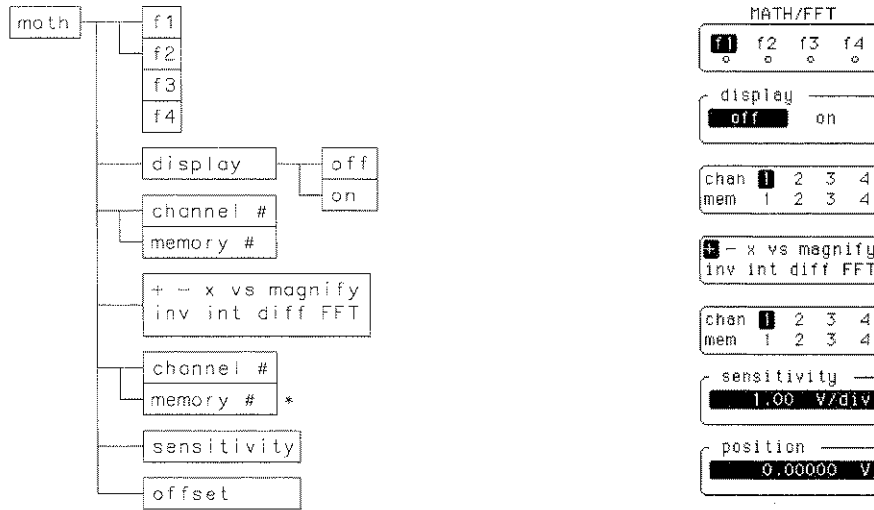 math
f1
f2
f3
f4
display
off
on
channel #
memory #
+ − x vs magnify
inv int diff FFT
channel #
memory # *
sensitivity
offset
MATH/FFT
f1 f2 f3 f4
display
off on
chan 1 2 3 4
mem 1 2 3 4
+ − x vs magnify
inv int diff FFT
chan 1 2 3 4
mem 1 2 3 4
sensitivity
1.00 V/div
position
0.00000 V